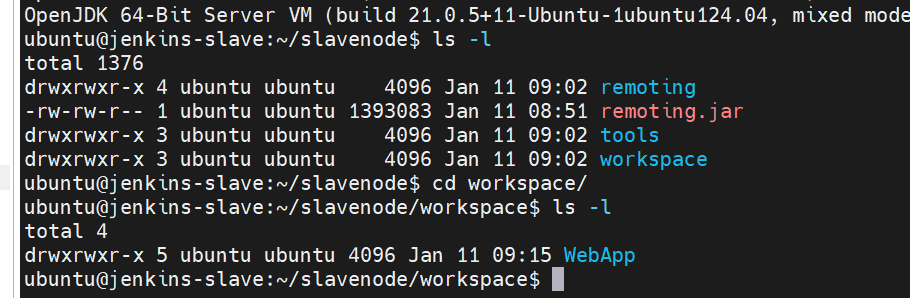 OpenJDK 64-Bit Server VM (build 21.0.5+11-Ubuntu-1ubuntu124.04, mixed mode
ubuntu@jenkins-slave:~/slavenode$ ls -l
total 1376
drwxrwxr-x 4 ubuntu ubuntu    4096 Jan 11 09:02 remoting
-rw-rw-r-- 1 ubuntu ubuntu 1393083 Jan 11 08:51 remoting.jar
drwxrwxr-x 3 ubuntu ubuntu    4096 Jan 11 09:02 tools
drwxrwxr-x 3 ubuntu ubuntu    4096 Jan 11 09:02 workspace
ubuntu@jenkins-slave:~/slavenode$ cd workspace/
ubuntu@jenkins-slave:~/slavenode/workspace$ ls -l
total 4
drwxrwxr-x 5 ubuntu ubuntu 4096 Jan 11 09:15 WebApp
ubuntu@jenkins-slave:~/slavenode/workspace$